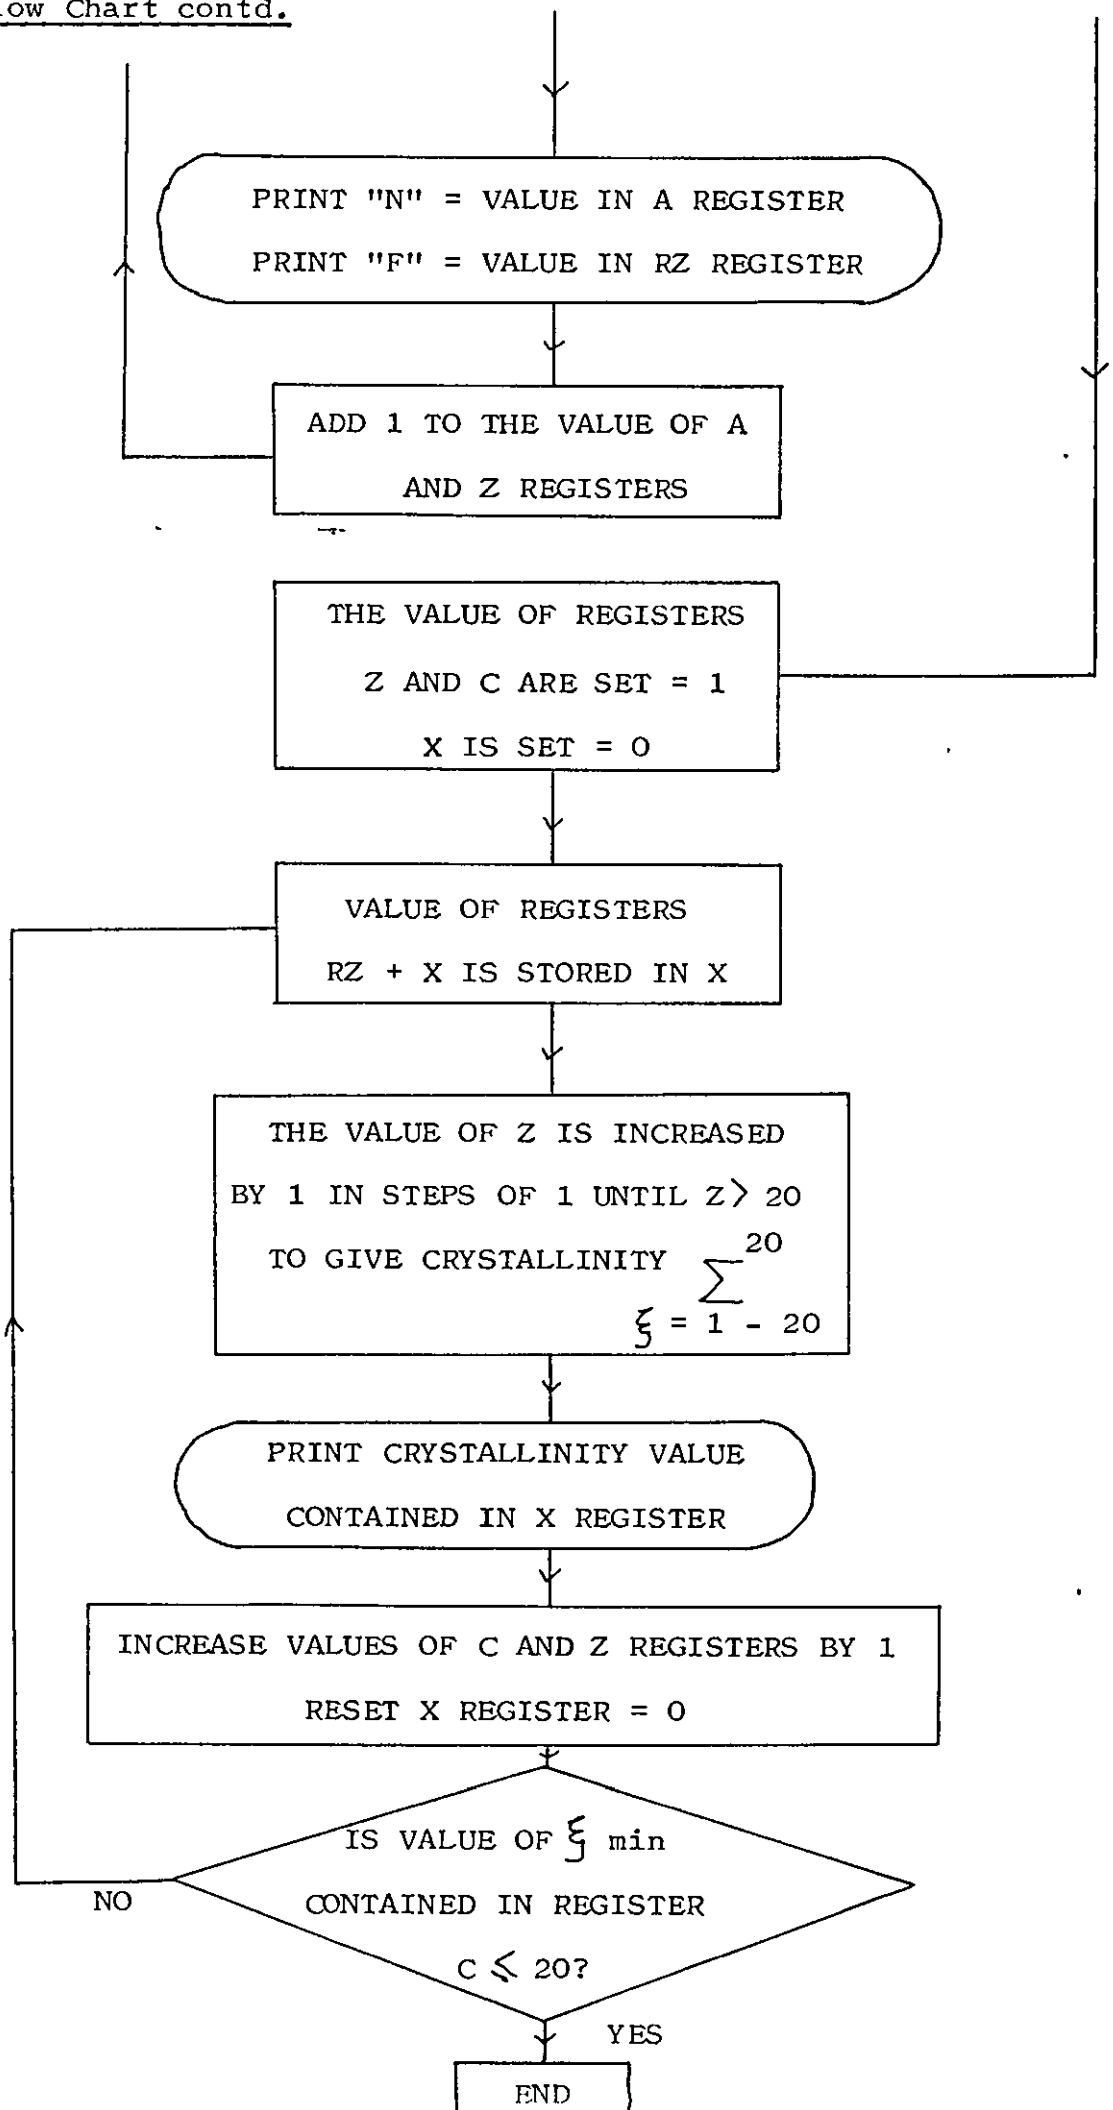 low Chart contd.
PRINT "N" = VALUE IN A REGISTER
PRINT "F" = VALUE IN RZ REGISTER
ADD 1 TO THE VALUE OF A
AND Z REGISTERS
THE VALUE OF REGISTERS
Z AND C ARE SET = 1
X IS SET = 0
VALUE OF REGISTERS
RZ + X IS STORED IN X
THE VALUE OF Z IS INCREASED
BY 1 IN STEPS OF 1 UNTIL Z > 20
TO GIVE CRYSTALLINITY ∑ 20
ξ = 1 - 20
PRINT CRYSTALLINITY VALUE
CONTAINED IN X REGISTER
INCREASE VALUES OF C AND Z REGISTERS BY 1
RESET X REGISTER = 0
IS VALUE OF ξ min
CONTAINED IN REGISTER
C ⩽ 20?
NO
YES
END